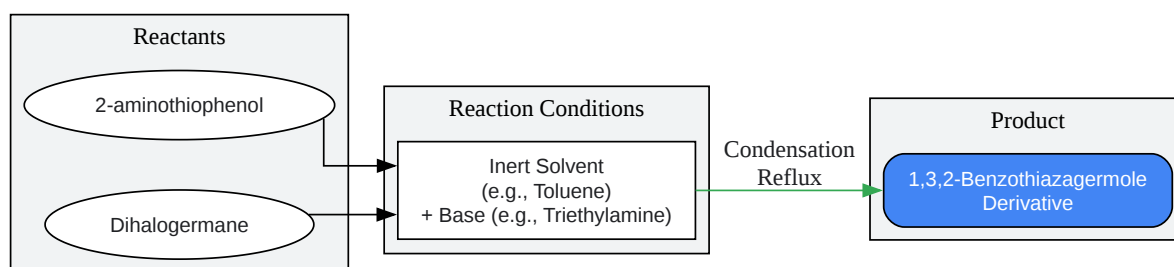 Reactants
2-aminothiophenol
Dihalogermane
Reaction Conditions
Inert Solvent
(e.g., Toluene)
+ Base (e.g., Triethylamine)
Condensation
Reflux
Product
1,3,2-Benzothiazagermole
Derivative